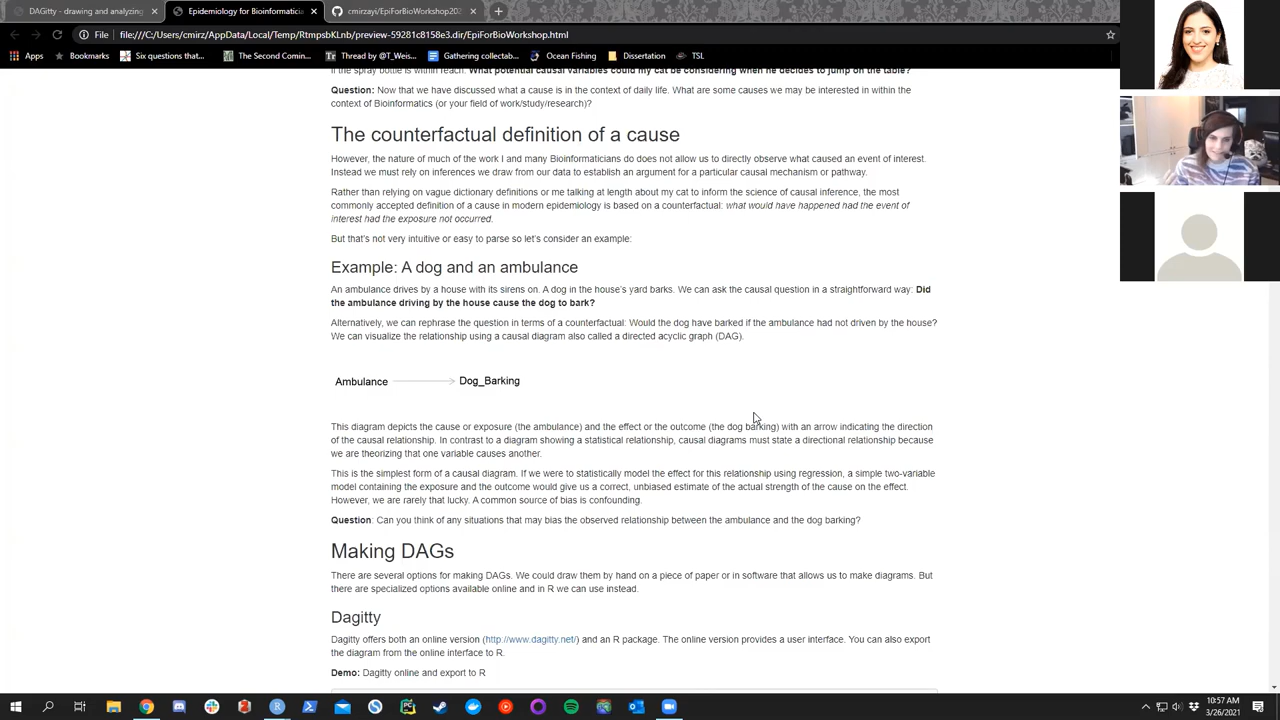 DAGitty - drawing and analyzing
Epidemiology for Bioinformatics
cmirzay/EpiForBioWorkshop202
File
file:///C:/Users/cmirz/AppData/Local/Temp/RtmpsbKLnb/preview-59281c8158e3.dir/EpiForBioWorkshop.html
Apps
Bookmarks
Six questions that...
The Second Comin...
Thread by @T_Weis...
Gathering collectab...
Ocean Fishing
Dissertation
TSL
if the spray bottle is within reach. What potential causal variables could my cat be considering when he decides to jump on the table?
Question: Now that we have discussed what a cause is in the context of daily life. What are some causes we may be interested in within the
context of Bioinformatics (or your field of work/study/research)?
The counterfactual definition of a cause
However, the nature of much of the work I and many Bioinformaticians do does not allow us to directly observe what caused an event of interest.
Instead we must rely on inferences we draw from our data to establish an argument for a particular causal mechanism or pathway.
Rather than relying on vague dictionary definitions or me talking at length about my cat to inform the science of causal inference, the most
commonly accepted definition of a cause in modern epidemiology is based on a counterfactual: what would have happened had the event of
interest had the exposure not occurred.
But that's not very intuitive or easy to parse so let's consider an example:
Example: A dog and an ambulance
An ambulance drives by a house with its sirens on. A dog in the house's yard barks. We can ask the causal question in a straightforward way: Did
the ambulance driving by the house cause the dog to bark?
Alternatively, we can rephrase the question in terms of a counterfactual: Would the dog have barked if the ambulance had not driven by the house?
We can visualize the relationship using a causal diagram also called a directed acyclic graph (DAG).
Ambulance
Dog_Barking
This diagram depicts the cause or exposure (the ambulance) and the effect or the outcome (the dog barking) with an arrow indicating the direction
of the causal relationship. In contrast to a diagram showing a statistical relationship, causal diagrams must state a directional relationship because
we are theorizing that one variable causes another.
This is the simplest form of a causal diagram. If we were to statistically model the effect for this relationship using regression, a simple two-variable
model containing the exposure and the outcome would give us a correct, unbiased estimate of the actual strength of the cause on the effect.
However, we are rarely that lucky. A common source of bias is confounding.
Question: Can you think of any situations that may bias the observed relationship between the ambulance and the dog barking?
Making DAGs
There are several options for making DAGs. We could draw them by hand on a piece of paper or in software that allows us to make diagrams. But
there are specialized options available online and in R we can use instead.
Dagitty
Dagitty offers both an online version (http://www.dagitty.net/) and an R package. The online version provides a user interface. You can also export
the diagram from the online interface to R.
Demo: Dagitty online and export to R
10:57 AM
3/26/2021